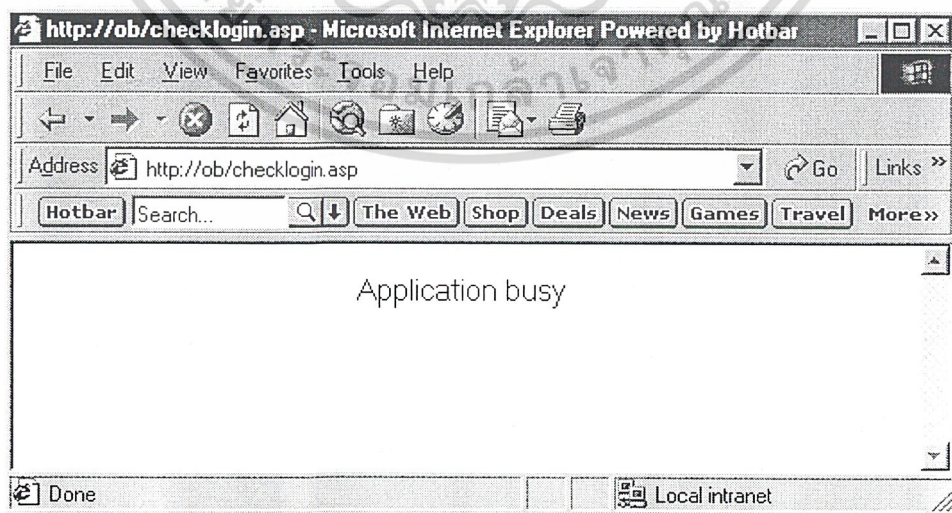 http://ob/checklogin.asp - Microsoft Internet Explorer Powered by Hotbar
File Edit View Favorites Tools Help
Address http://ob/checklogin.asp Go Links »
Hotbar Search... The Web Shop Deals News Games Travel More»
Application busy
Done Local intranet